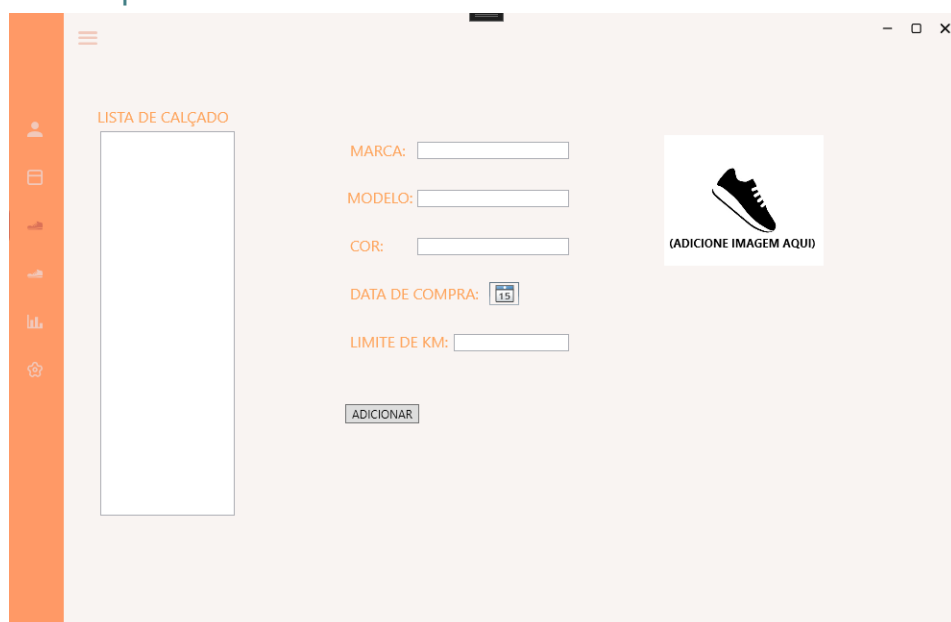 LISTA DE CALÇADO
MARCA:
MODELO:
COR:
(ADICIONE IMAGEM AQUI)
DATA DE COMPRA: 15
LIMITE DE KM:
ADICIONAR